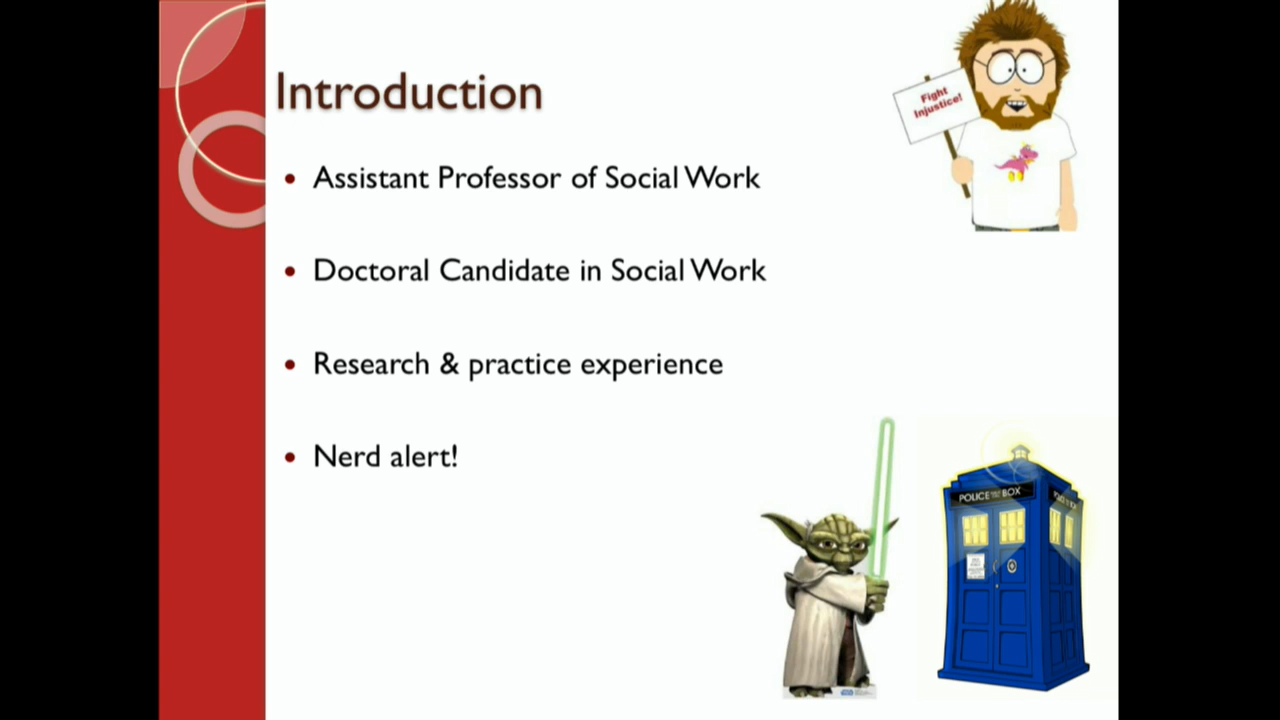 Introduction
Fight
Injustice!
• Assistant Professor of Social Work
• Doctoral Candidate in Social Work
• Research & practice experience
• Nerd alert!
POLICE BOX